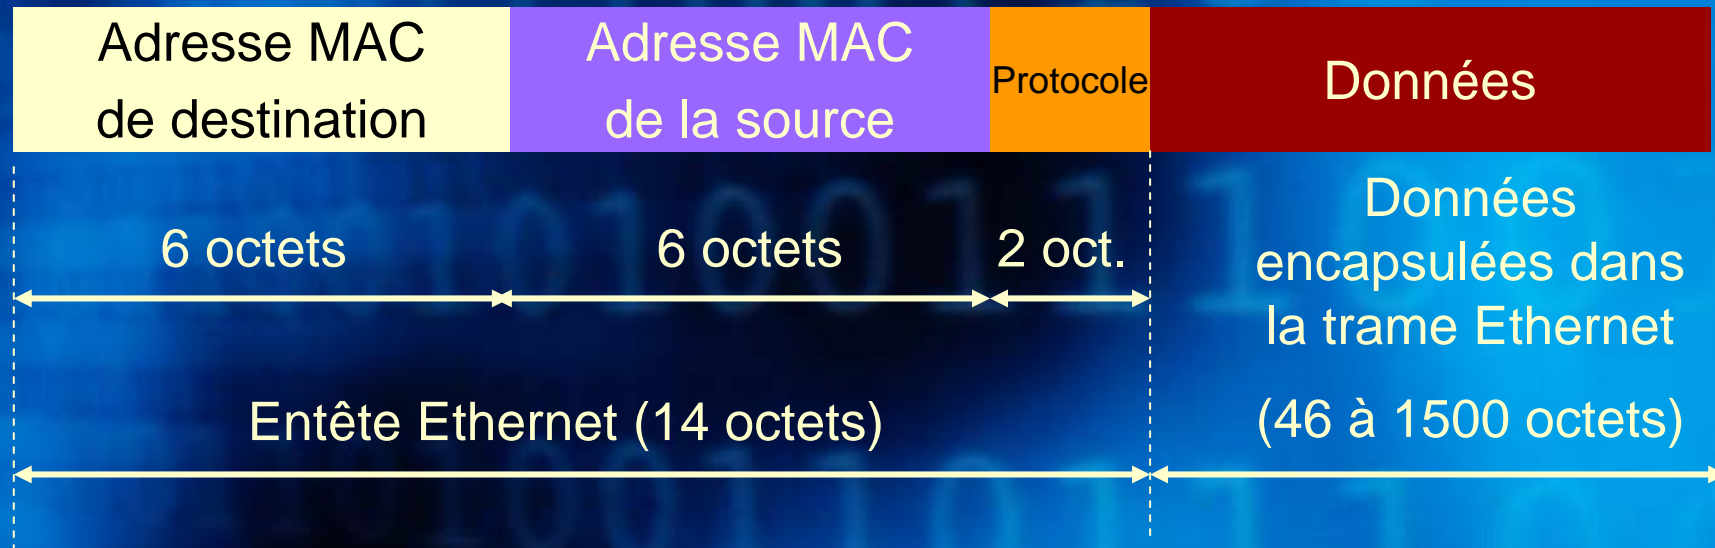 Adresse MAC
de destination
Adresse MAC
de la source
Protocole
Données
6 octets
6 octets
2 oct.
Données
encapsulées dans
la trame Ethernet
(46 à 1500 octets)
Entête Ethernet (14 octets)